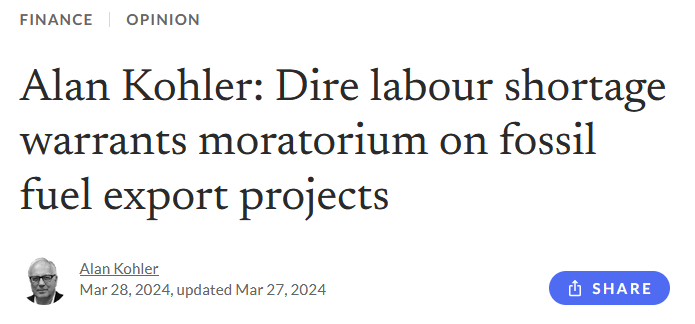 FINANCE | OPINION
Alan Kohler: Dire labour shortage
warrants moratorium on fossil
fuel export projects
Alan Kohler
Mar 28, 2024, updated Mar 27, 2024
SHARE